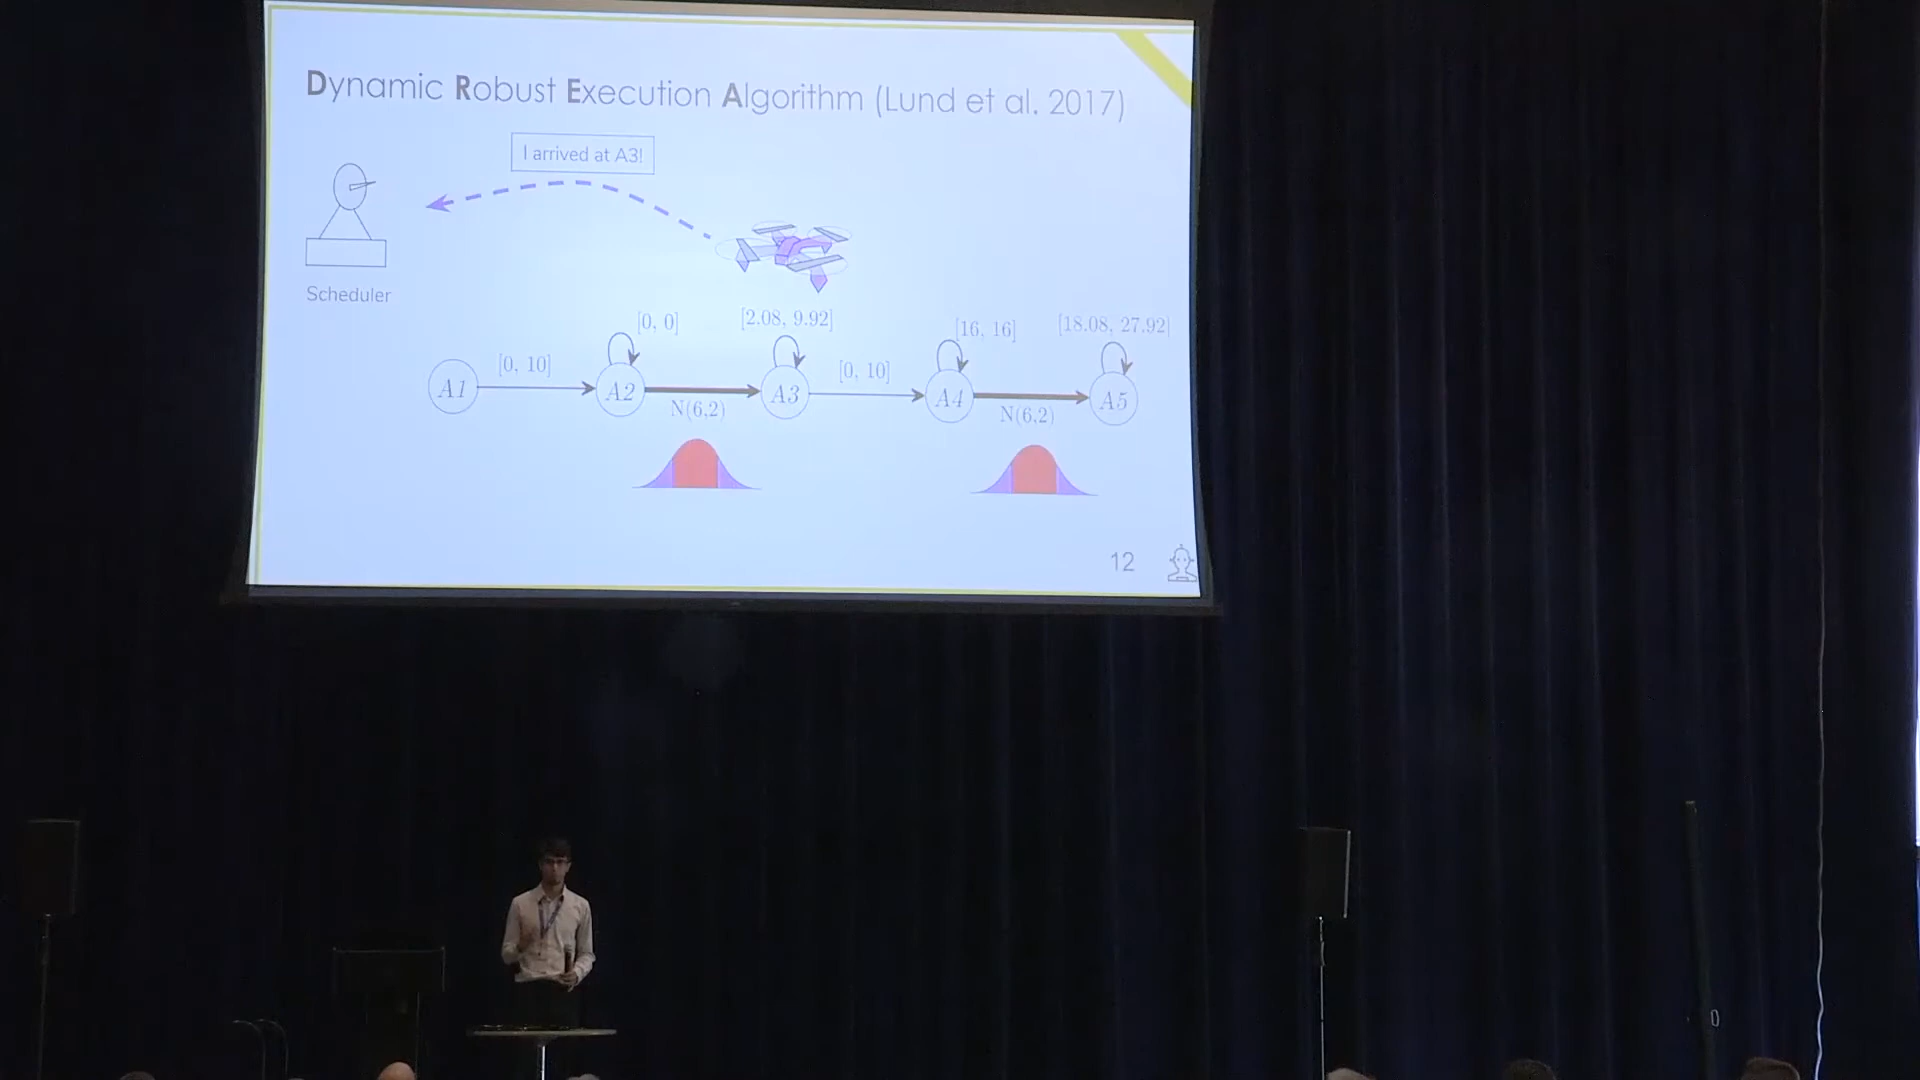 Dynamic Robust Execution Algorithm (Lund et al. 2017)
I arrived at A3!
Scheduler
[0, 0]
[2.08, 9.92]
[16, 16]
[18.08, 27.92]
[0, 10]
[0, 10]
A1
A2
A3
A4
A5
N(6,2)
N(6,2)
12